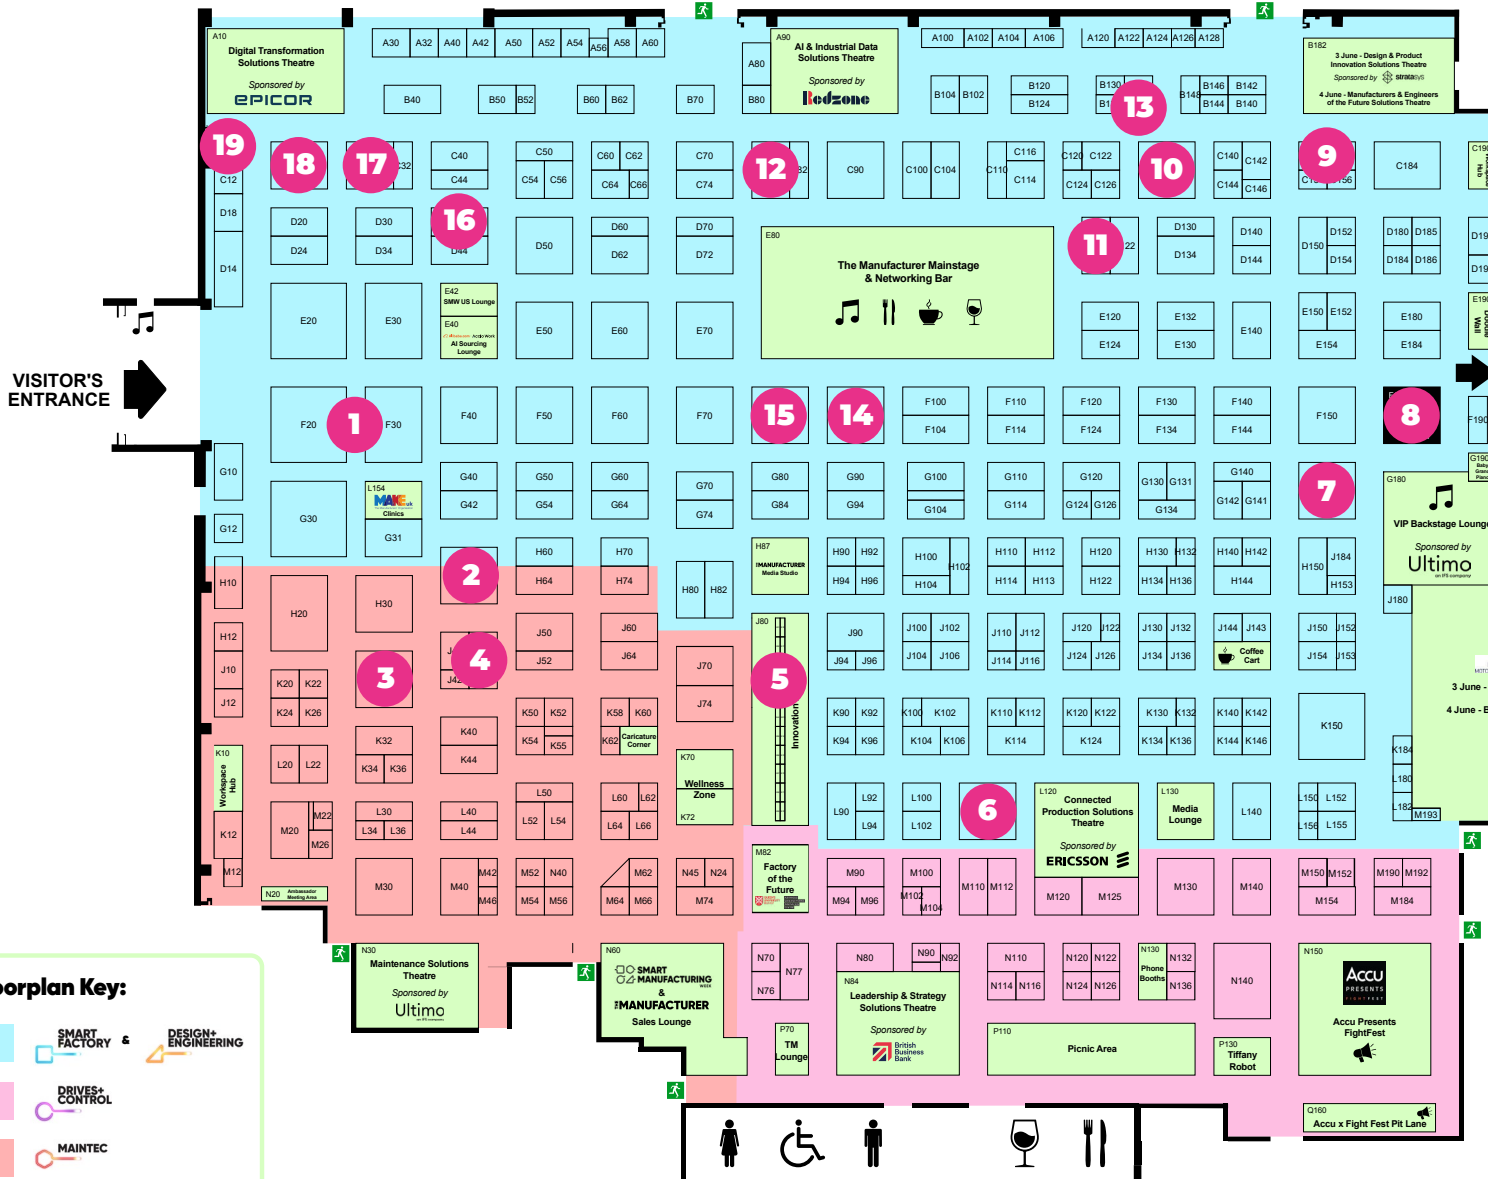 A10
Digital Transformation
Solutions Theatre
Sponsored by
EPICOR
A30 A32 A40 A42 A50 A52 A54 A56 A58 A60
A80
A90
AI & Industrial Data
Solutions Theatre
Sponsored by
Redzone
A100 A102 A104 A106
A120 A122 A124 A126 A128
B182
3 June - Design & Product
Innovation Solutions Theatre
Sponsored by stratasys
4 June - Manufacturers & Engineers
of the Future Solutions Theatre
B40 B50 B52 B60 B62 B70 B80
B104 B102 B120 B124 B130 B148 B146 B142 B144 B140
19 18 17 16 12 13 10 9 11
C12 C32 C40 C44 C50 C54 C56 C60 C62 C64 C66 C70 C74
C90 C100 C104 C110 C116 C114 C120 C122 C124 C126
C140 C142 C144 C146 C184 C190
D18 D14 D20 D24 D30 D34 D44 D50 D60 D62 D70 D72
D130 D134 D140 D144 D150 D152 D154 D180 D185 D184 D186
E80
The Manufacturer Mainstage
& Networking Bar
E42
SMW US Lounge
E40
AI Sourcing
Lounge
E20 E30 E50 E60 E70
E120 E124 E132 E130 E140 E150 E152 E154 E180 E184
E190
Doodle
Wall
VISITOR'S
ENTRANCE
1 15 14 8
F20 F30 F40 F50 F60 F70
F100 F104 F110 F114 F120 F124 F130 F134 F140 F144 F150 F190
G190
Baby
Grand
Piano
G10 G12 G30
L154
MAKE uk
Clinics
G31
G40 G42 G50 G54 G60 G64 G70 G74 G80 G84 G90 G94
G100 G104 G110 G114 G120 G124 G126 G130 G131 G134 G140 G142 G141
7
G180
VIP Backstage Lounge
Sponsored by
Ultimo
an IFS company
2
H10 H12 H20 H30 H60 H64 H70 H74 H80 H82
H87
THE MANUFACTURER
Media Studio
H90 H92 H94 H96 H100 H104 H102 H110 H112 H114 H113
H120 H122 H130 H132 H134 H136 H140 H142 H144 H150 J184 H153
J180
3 4 5
J10 J12 J42 J50 J52 J60 J64 J70 J74
J80
Innovation
J90 J94 J96 J100 J102 J104 J106 J110 J112 J114 J116
J120 J122 J124 J126 J130 J132 J134 J136 J144 J143
Coffee
Cart
J150 J152 J154 J153
3 June -
4 June -
K20 K22 K24 K26 K32 K34 K36 K40 K44 K50 K52 K54 K55 K58 K60 K62
Caricature
Corner
K90 K92 K94 K96 K100 K102 K104 K106 K110 K112 K114
K120 K122 K124 K130 K132 K134 K136 K140 K142 K144 K146 K150 K184
K10
Workspace
Hub
K12
K70
Wellness
Zone
K72
6
L20 L22 L30 L34 L36 L40 L44 L50 L52 L54 L60 L62 L64 L66
L90 L92 L94 L100 L102
L120
Connected
Production Solutions
Theatre
Sponsored by
ERICSSON
L130
Media
Lounge
L140 L150 L152 L156 L155 L180 L182 M193
M12 M20 M22 M26 M30 M40 M42 M46 M52 N40 M54 M56
M62 M64 M66 N45 N24 M74
M82
Factory
of the
Future
M90 M94 M96 M100 M102 M104 M110 M112 M120 M125 M130 M140
M150 M152 M154 M190 M192 M184
N20
Ambassador
Meeting Area
N30
Maintenance Solutions
Theatre
Sponsored by
Ultimo
an IFS company
N60
SMART
MANUFACTURING
WEEK
&
THE MANUFACTURER
Sales Lounge
N70 N77 N76 N80 N90 N92
N84
Leadership & Strategy
Solutions Theatre
Sponsored by
British
Business
Bank
N110 N114 N116 N120 N122 N124 N126
N130
Phone
Booths
N132 N136 N140
N150
ACCU
PRESENTS
FIGHTFEST
Accu Presents
FightFest
P70
TM
Lounge
P110
Picnic Area
P130
Tiffany
Robot
Q160
Accu x Fight Fest Pit Lane
oorplan Key:
SMART
FACTORY
&
DESIGN+
ENGINEERING
DRIVES+
CONTROL
MAINTEC